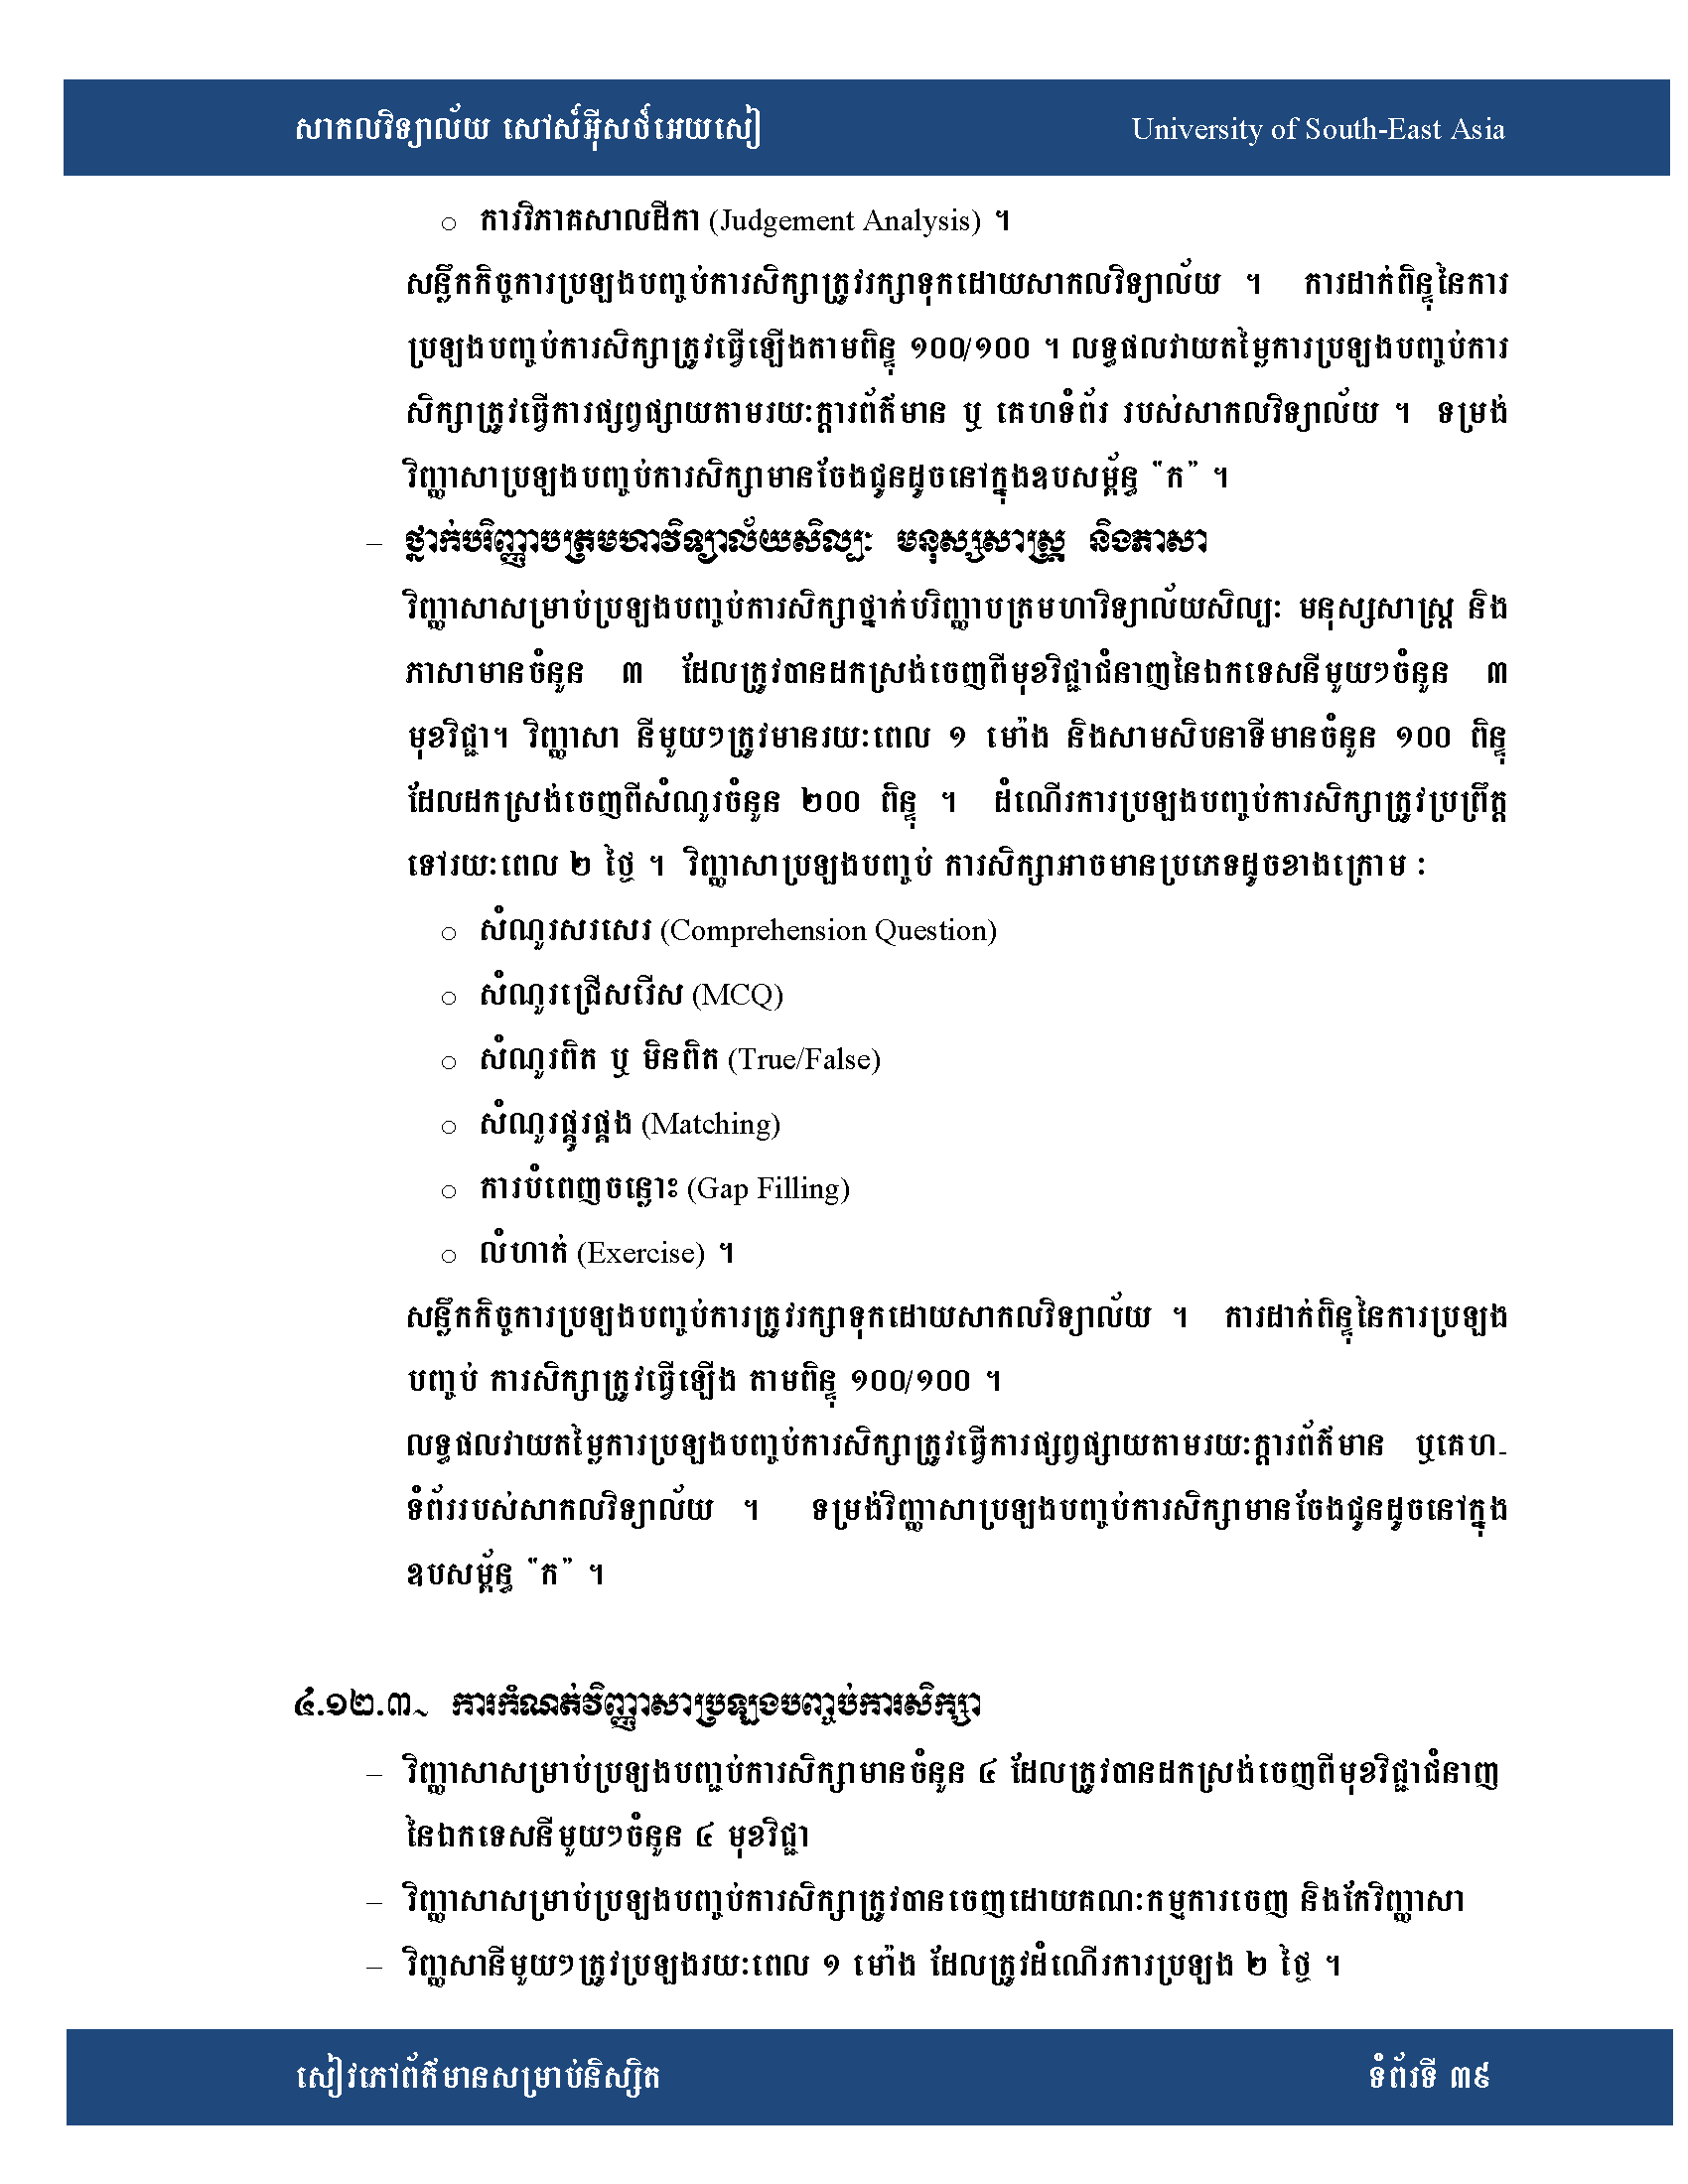 សាកលវិទ្យាល័យ សៅស៍អ៊ីសថ៍អេយសៀ University of South-East Asia
o ការវិភាគសាលដីកា (Judgement Analysis) ។
សន្លឹកកិច្ចការប្រឡងបញ្ចប់ការសិក្សាត្រូវរក្សាទុកដោយសាកលវិទ្យាល័យ ។ ការដាក់ពិន្ទុនៃការ
ប្រឡងបញ្ចប់ការសិក្សាត្រូវធ្វើឡើងតាមពិន្ទុ ១០០/១០០ ។ លទ្ធផលវាយតម្លៃការប្រឡងបញ្ចប់ការ
សិក្សាត្រូវធ្វើការផ្សព្វផ្សាយតាមរយៈក្តារព័ត៌មាន ឬ គេហទំព័រ របស់សាកលវិទ្យាល័យ ។ ទម្រង់
វិញ្ញាសាប្រឡងបញ្ចប់ការសិក្សាមានចែងជូនដូចនៅក្នុងឧបសម្ព័ន្ធ “ក” ។
– ថ្នាក់បរិញ្ញាបត្រមហាវិទ្យាល័យសិល្បៈ មនុស្សសាស្ត្រ និងភាសា
វិញ្ញាសាសម្រាប់ប្រឡងបញ្ចប់ការសិក្សាថ្នាក់បរិញ្ញាបត្រមហាវិទ្យាល័យសិល្បៈ មនុស្សសាស្ត្រ និង
ភាសាមានចំនួន ៣ ដែលត្រូវបានដកស្រង់ចេញពីមុខវិជ្ជាជំនាញនៃឯកទេសនីមួយៗចំនួន ៣
មុខវិជ្ជា។ វិញ្ញាសា នីមួយៗត្រូវមានរយៈពេល ១ ម៉ោង និងសាមសិបនាទីមានចំនួន ១០០ ពិន្ទុ
ដែលដកស្រង់ចេញពីសំណួរចំនួន ២០០ ពិន្ទុ ។ ដំណើរការប្រឡងបញ្ចប់ការសិក្សាត្រូវប្រព្រឹត្ត
ទៅរយៈពេល ២ ថ្ងៃ ។ វិញ្ញាសាប្រឡងបញ្ចប់ ការសិក្សាអាចមានប្រភេទដូចខាងក្រោម ៖
o សំណួរសរសេរ (Comprehension Question)
o សំណួរជ្រើសរើស (MCQ)
o សំណួរពិត ឬ មិនពិត (True/False)
o សំណួរផ្គូរផ្គង (Matching)
o ការបំពេញចន្លោះ (Gap Filling)
o លំហាត់ (Exercise) ។
សន្លឹកកិច្ចការប្រឡងបញ្ចប់ការត្រូវរក្សាទុកដោយសាកលវិទ្យាល័យ ។ ការដាក់ពិន្ទុនៃការប្រឡង
បញ្ចប់ ការសិក្សាត្រូវធ្វើឡើង តាមពិន្ទុ ១០០/១០០ ។
លទ្ធផលវាយតម្លៃការប្រឡងបញ្ចប់ការសិក្សាត្រូវធ្វើការផ្សព្វផ្សាយតាមរយៈក្តារព័ត៌មាន ឬគេហ-
ទំព័ររបស់សាកលវិទ្យាល័យ ។ ទម្រង់វិញ្ញាសាប្រឡងបញ្ចប់ការសិក្សាមានចែងជូនដូចនៅក្នុង
ឧបសម្ព័ន្ធ “ក” ។
៤.១២.៣~ ការកំណត់វិញ្ញាសាប្រឡងបញ្ចប់ការសិក្សា
– វិញ្ញាសាសម្រាប់ប្រឡងបញ្ជប់ការសិក្សាមានចំនួន ៤ ដែលត្រូវបានដកស្រង់ចេញពីមុខវិជ្ជាជំនាញ
នៃឯកទេសនីមួយៗចំនួន ៤ មុខវិជ្ជា
– វិញ្ញាសាសម្រាប់ប្រឡងបញ្ចប់ការសិក្សាត្រូវបានចេញដោយគណៈកម្មការចេញ និងកែវិញ្ញាសា
– វិញ្ញសានីមួយៗត្រូវប្រឡងរយៈពេល ១ ម៉ោង ដែលត្រូវដំណើរការប្រឡង ២ ថ្ងៃ ។
សៀវភៅព័ត៌មានសម្រាប់និស្សិត ទំព័រទី ៣៩